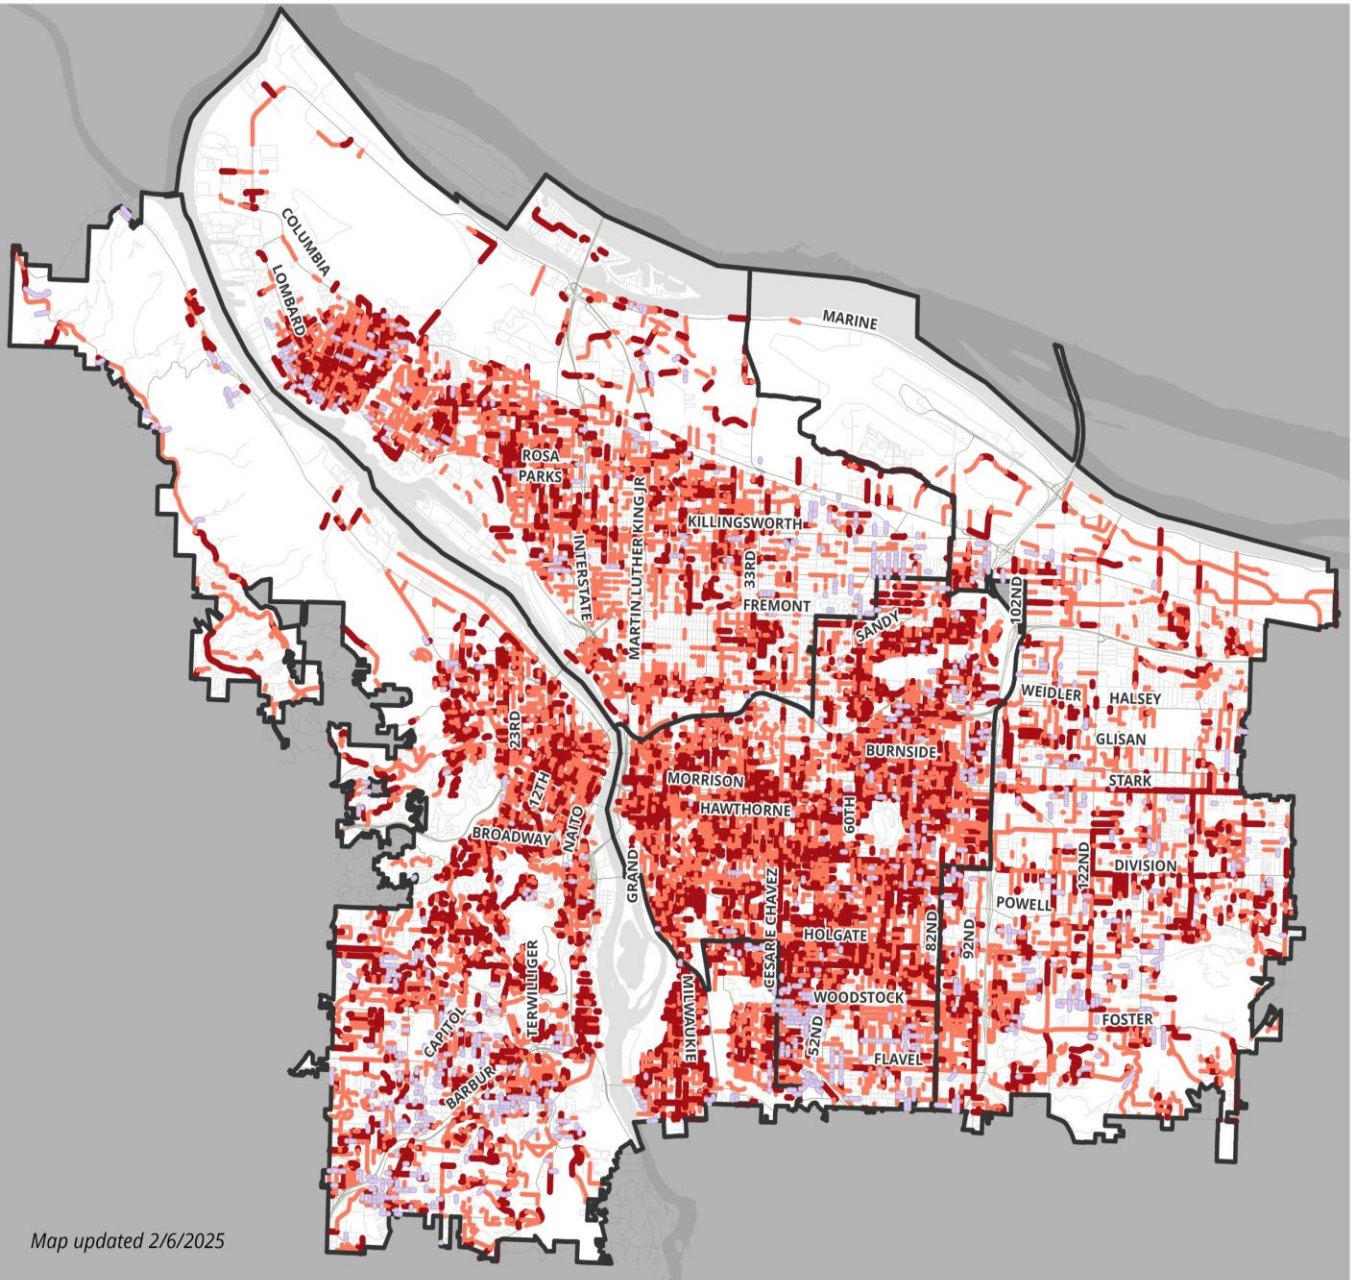 COLUMBIA
LOMBARD
MARINE
ROSA
PARKS
KILLINGSWORTH
INTERSTATE
MARTIN LUTHER KING JR
33RD
FREMONT
102ND
SANDY
23RD
WEIDLER
HALSEY
GLISAN
BURNSIDE
STARK
MORRISON
12TH
HAWTHORNE
60TH
NAITO
BROADWAY
GRAND
122ND
DIVISION
CESARIE CHAVEZ
POWELL
82ND
92ND
HOLGATE
TERWILLIGER
WOODSTOCK
MILWAUKIE
52ND
FOSTER
CAPITOL
FLAVEL
BARBUR
Map updated 2/6/2025